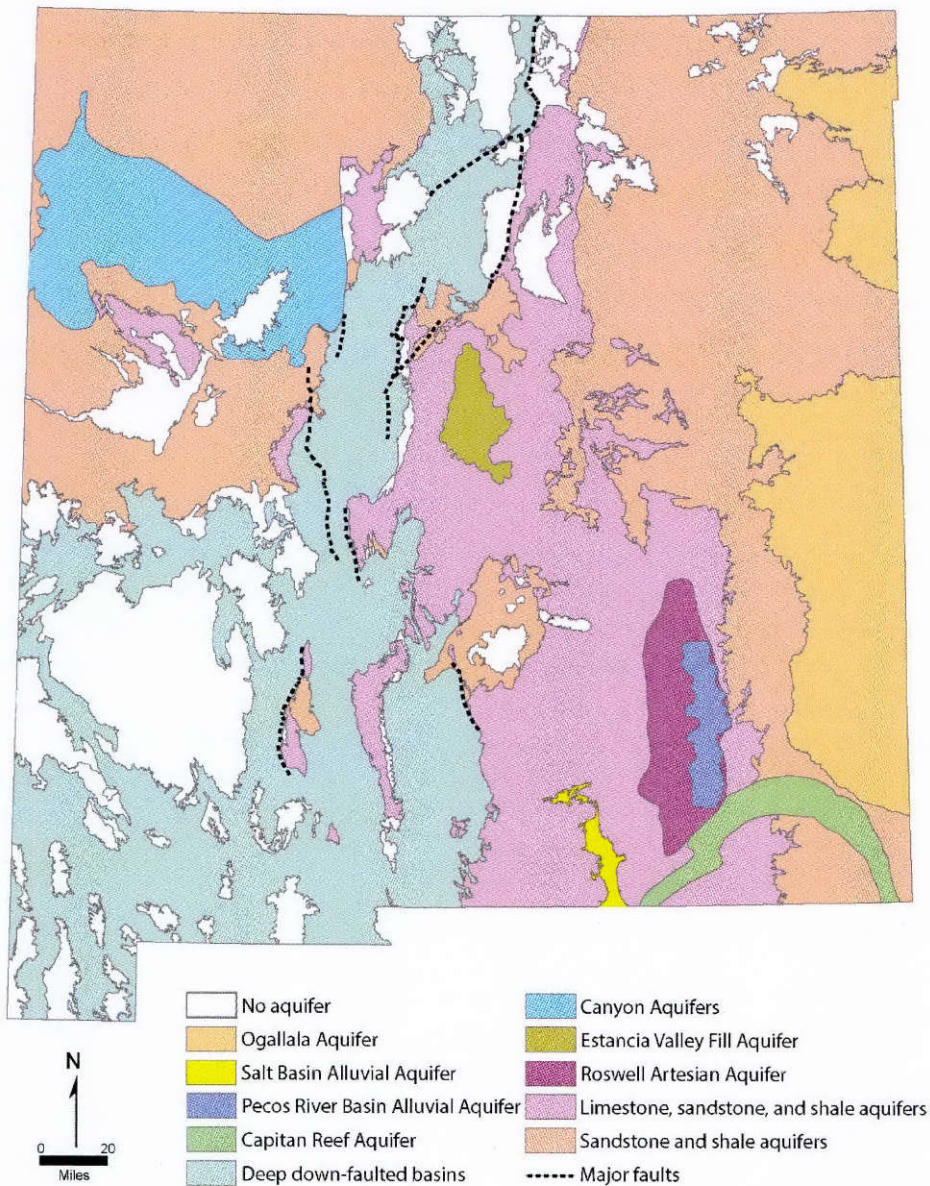 No aquifer
Ogallala Aquifer
Salt Basin Alluvial Aquifer
Pecos River Basin Alluvial Aquifer
Capitan Reef Aquifer
Deep down-faulted basins
Canyon Aquifers
Estancia Valley Fill Aquifer
Roswell Artesian Aquifer
Limestone, sandstone, and shale aquifers
Sandstone and shale aquifers
Major faults
N
0 20
Miles